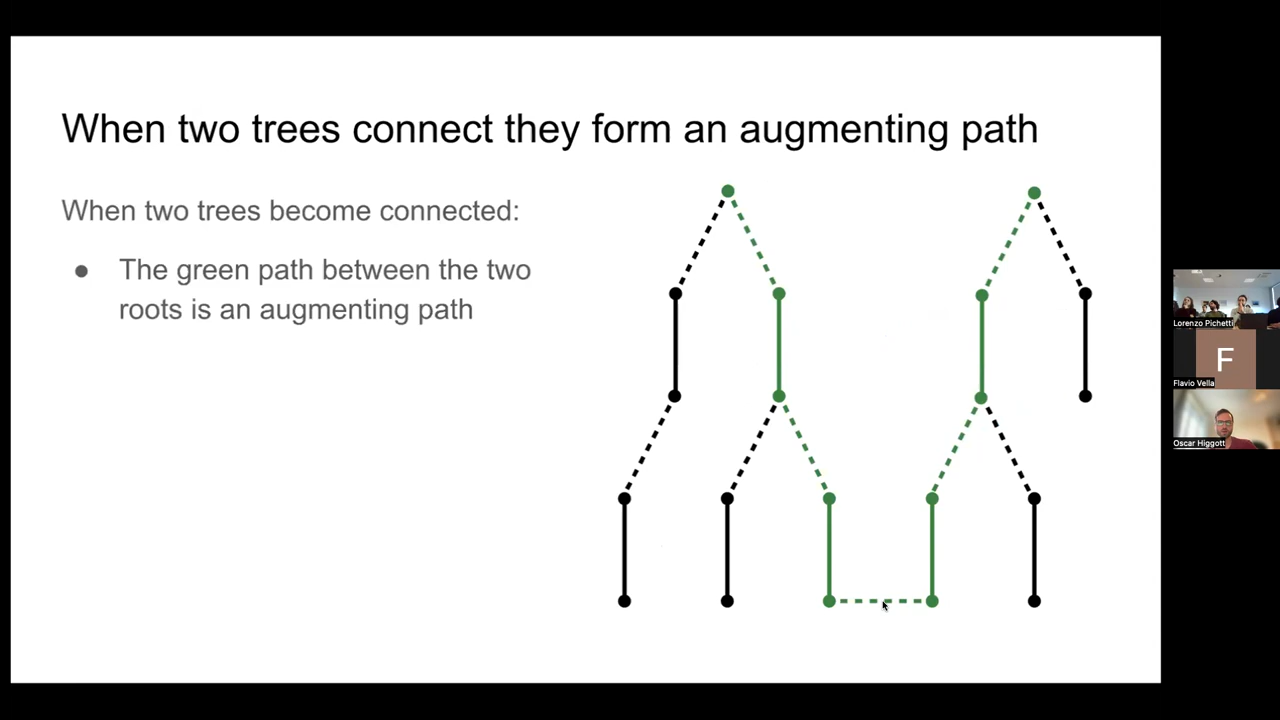 When two trees connect they form an augmenting path
When two trees become connected:
● The green path between the two
roots is an augmenting path
Lorenzo Pichetti
F
Flavio Vella
Oscar Higgott